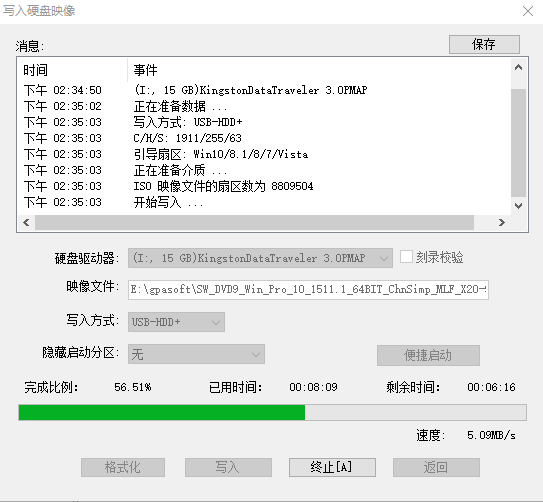 写入硬盘映像
消息:
保存
时间 事件
下午 02:34:50 (I:, 15 GB)KingstonDataTraveler 3.0PMAP
下午 02:35:02 正在准备数据 ...
下午 02:35:03 写入方式: USB-HDD+
下午 02:35:03 C/H/S: 1911/255/63
下午 02:35:03 引导扇区: Win10/8.1/8/7/Vista
下午 02:35:03 正在准备介质 ...
下午 02:35:03 ISO 映像文件的扇区数为 8809504
下午 02:35:03 开始写入 ...
硬盘驱动器: (I:, 15 GB)KingstonDataTraveler 3.0PMAP 刻录校验
映像文件: E:\gpasoft\SW_DVD9_Win_Pro_10_1511.1_64BIT_ChnSimp_MLF_X20-
写入方式: USB-HDD+
隐藏启动分区: 无 便捷启动
完成比例: 56.51% 已用时间: 00:08:09 剩余时间: 00:06:16
速度: 5.09MB/s
格式化 写入 终止[A] 返回